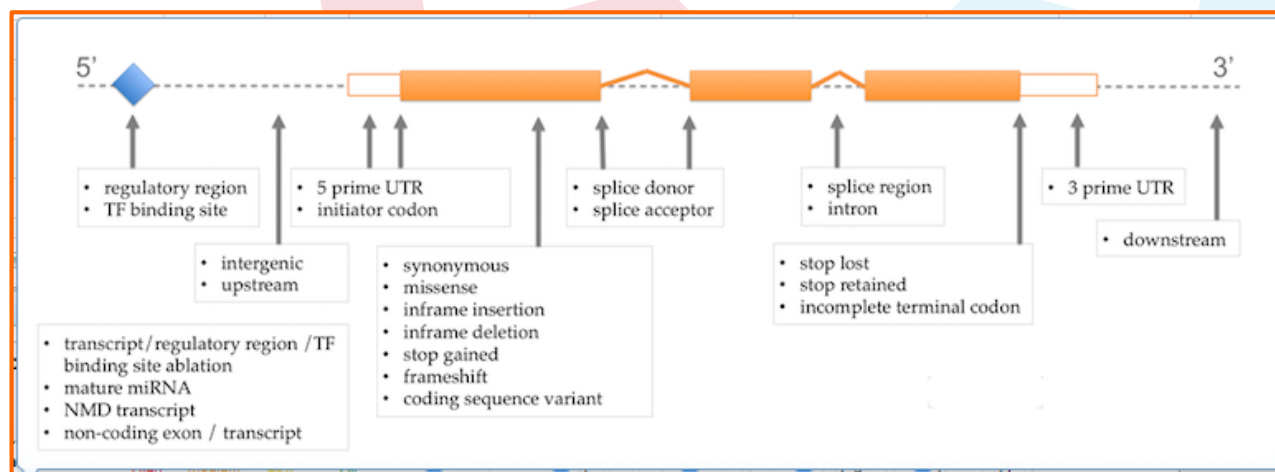 5’
3’
• regulatory region
• TF binding site
• 5 prime UTR
• initiator codon
• splice donor
• splice acceptor
• splice region
• intron
• 3 prime UTR
• downstream
• intergenic
• upstream
• synonymous
• missense
• inframe insertion
• inframe deletion
• stop gained
• frameshift
• coding sequence variant
• stop lost
• stop retained
• incomplete terminal codon
• transcript/regulatory region /TF
binding site ablation
• mature miRNA
• NMD transcript
• non-coding exon / transcript